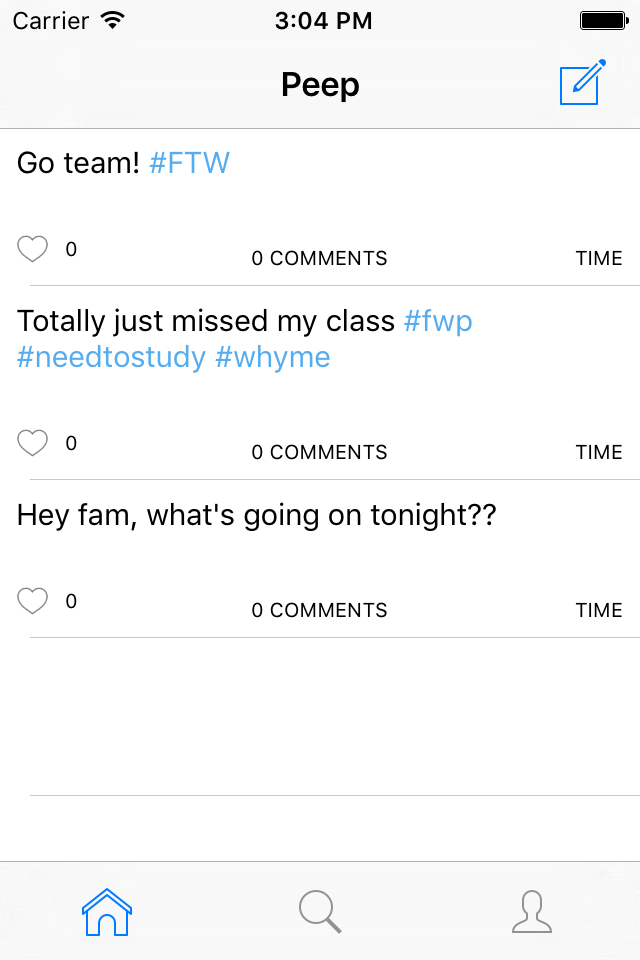 Carrier 3:04 PM
Peep
Go team! #FTW
0 0 COMMENTS TIME
Totally just missed my class #fwp
#needtostudy #whyme
0 0 COMMENTS TIME
Hey fam, what's going on tonight??
0 0 COMMENTS TIME